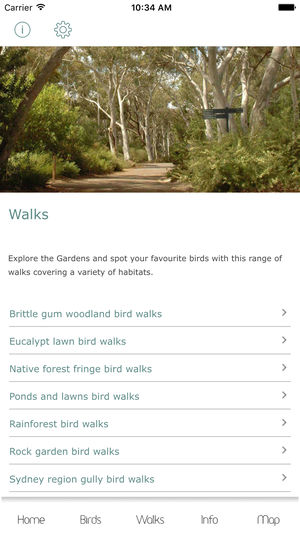 Carrier 10:34 AM
Walks
Explore the Gardens and spot your favourite birds with this range of
walks covering a variety of habitats.
Brittle gum woodland bird walks
Eucalypt lawn bird walks
Native forest fringe bird walks
Ponds and lawns bird walks
Rainforest bird walks
Rock garden bird walks
Sydney region gully bird walks
Home Birds Walks Info Map